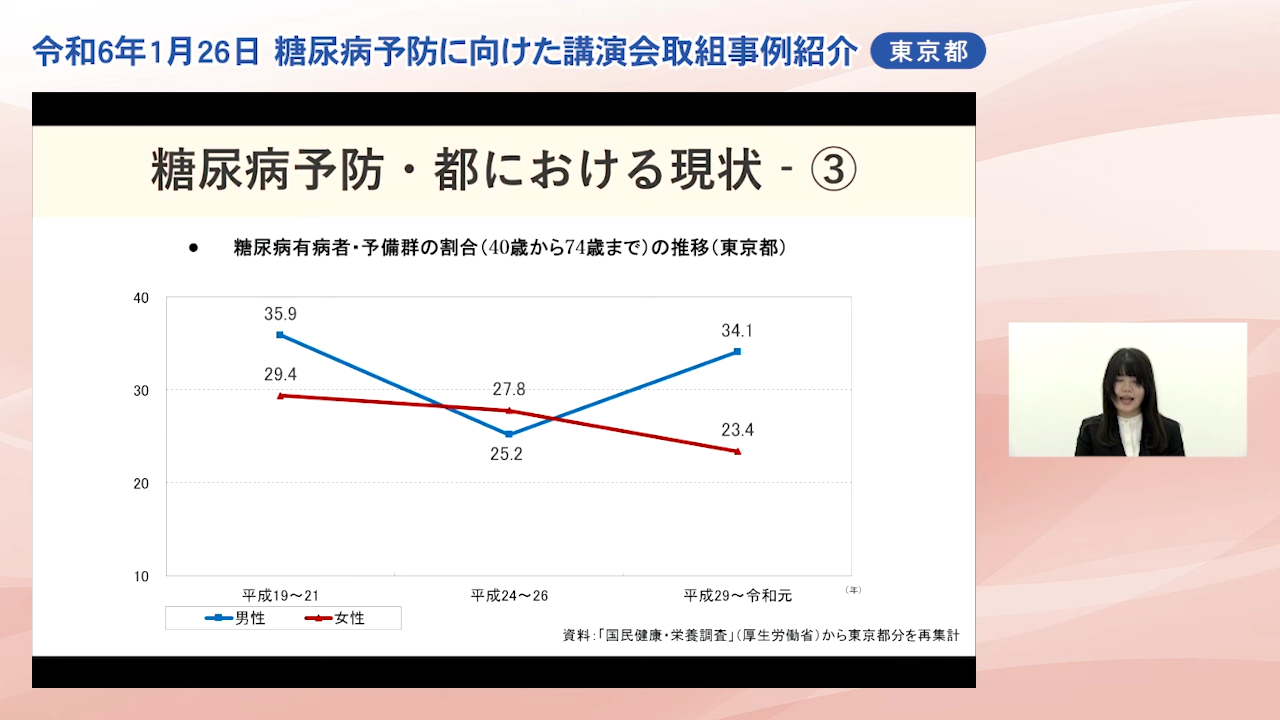 令和6年1月26日 糖尿病予防に向けた講演会取組事例紹介 東京都
糖尿病予防・都における現状 - ③
● 糖尿病有病者・予備群の割合（40歳から74歳まで）の推移（東京都）
40
30
20
10
35.9
29.4
27.8
25.2
34.1
23.4
平成19～21 平成24～26 平成29～令和元 （年）
男性 女性
資料：「国民健康・栄養調査」（厚生労働省）から東京都分を再集計